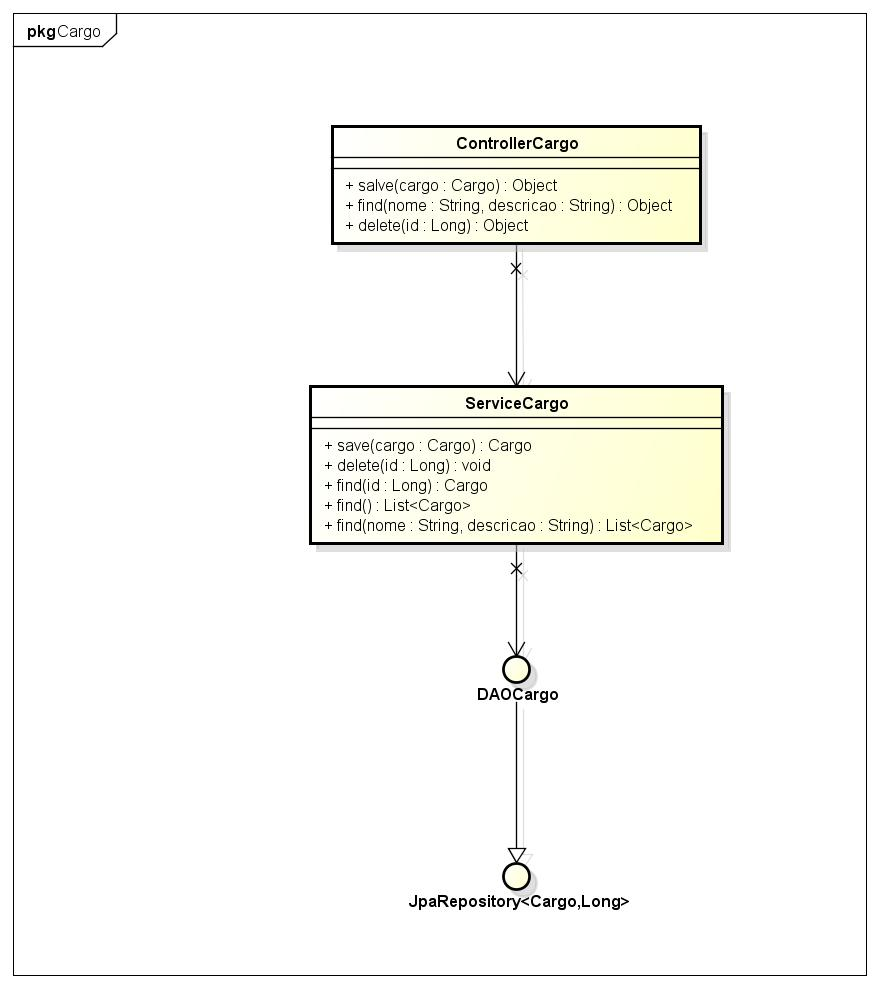 pkg Cargo
ControllerCargo
+ salve(cargo : Cargo) : Object
+ find(nome : String, descricao : String) : Object
+ delete(id : Long) : Object
ServiceCargo
+ save(cargo : Cargo) : Cargo
+ delete(id : Long) : void
+ find(id : Long) : Cargo
+ find() : List<Cargo>
+ find(nome : String, descricao : String) : List<Cargo>
DAOCargo
JpaRepository<Cargo,Long>